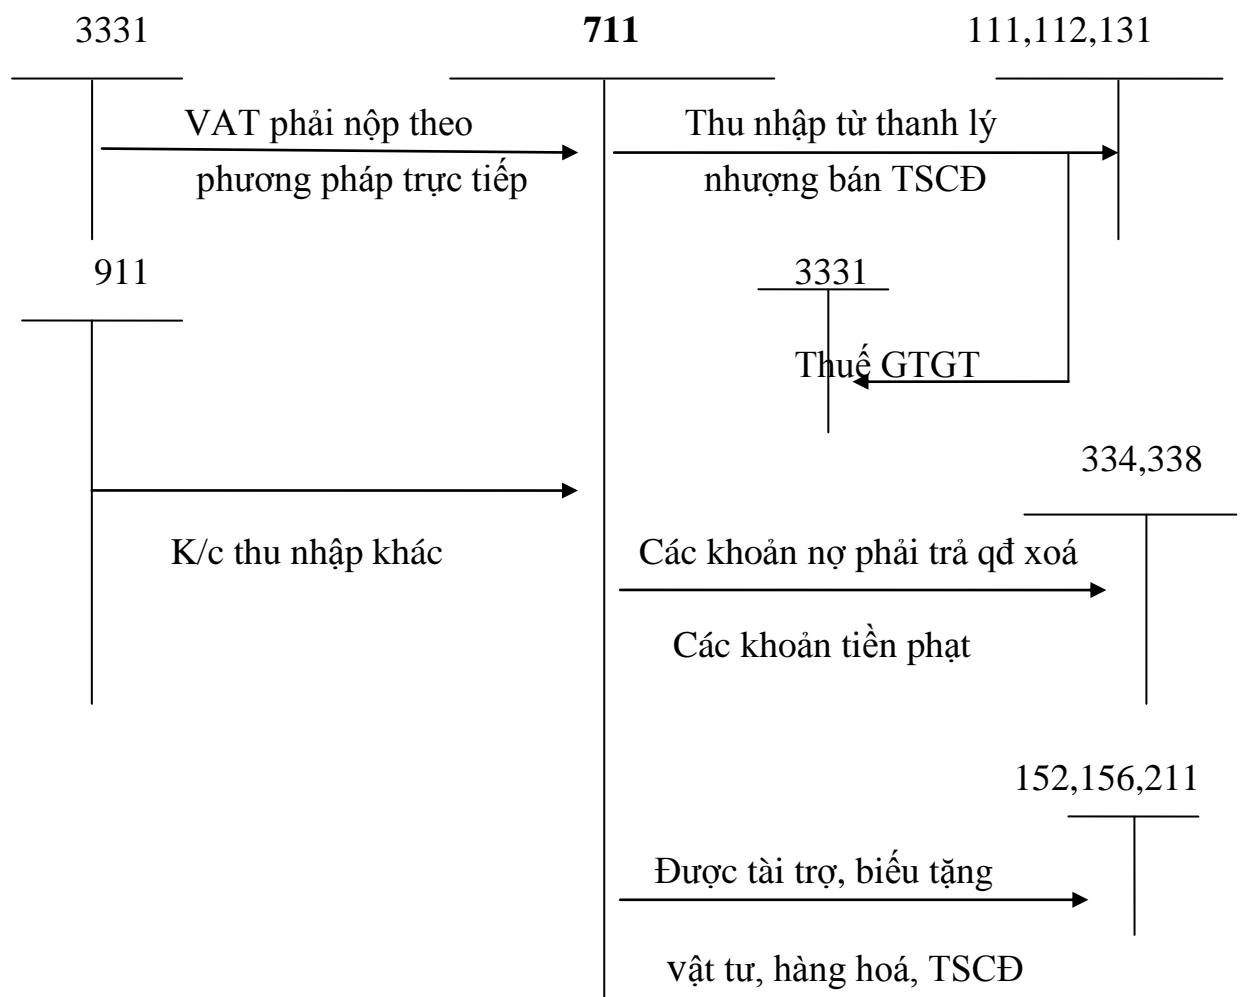 3331 711 111,112,131
VAT phải nộp theo
phương pháp trực tiếp
Thu nhập từ thanh lý
nhượng bán TSCĐ
911
3331
Thuế GTGT
334,338
K/c thu nhập khác
Các khoản nợ phải trả qđ xoá
Các khoản tiền phạt
152,156,211
Được tài trợ, biếu tặng
vật tư, hàng hoá, TSCĐ